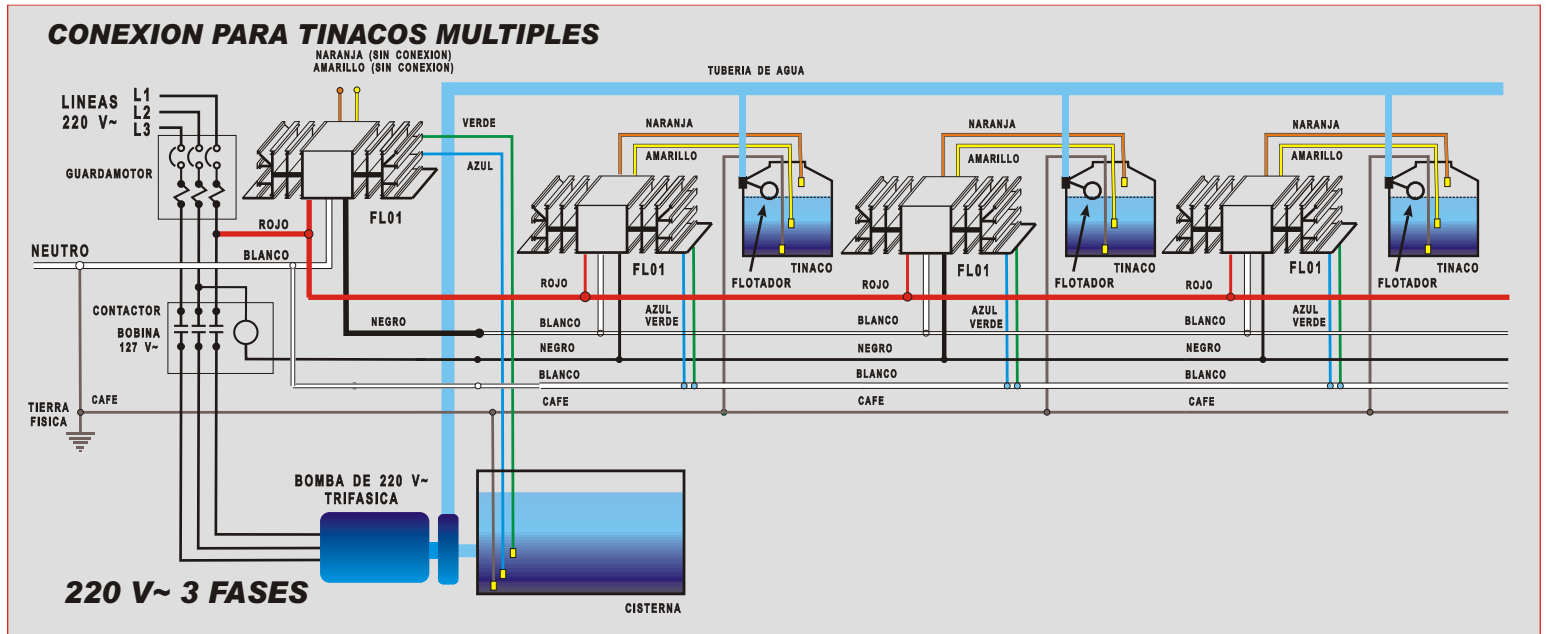 CONEXION PARA TINACOS MULTIPLES
NARANJA (SIN CONEXION)
AMARILLO (SIN CONEXION)
TUBERIA DE AGUA
LINEAS
220 V~
L1
L2
L3
GUARDAMOTOR
VERDE
AZUL
FL01
ROJO
NEUTRO
BLANCO
NARANJA
AMARILLO
FL01
TINACO
FLOTADOR
ROJO
AZUL
VERDE
NARANJA
AMARILLO
FL01
TINACO
FLOTADOR
ROJO
AZUL
VERDE
NARANJA
AMARILLO
FL01
TINACO
FLOTADOR
ROJO
AZUL
VERDE
CONTACTOR
BOBINA
127 V~
NEGRO
BLANCO
BLANCO
BLANCO
NEGRO
NEGRO
NEGRO
BLANCO
BLANCO
BLANCO
TIERRA
FISICA
CAFE
CAFE
CAFE
CAFE
BOMBA DE 220 V~
TRIFASICA
220 V~ 3 FASES
CISTERNA